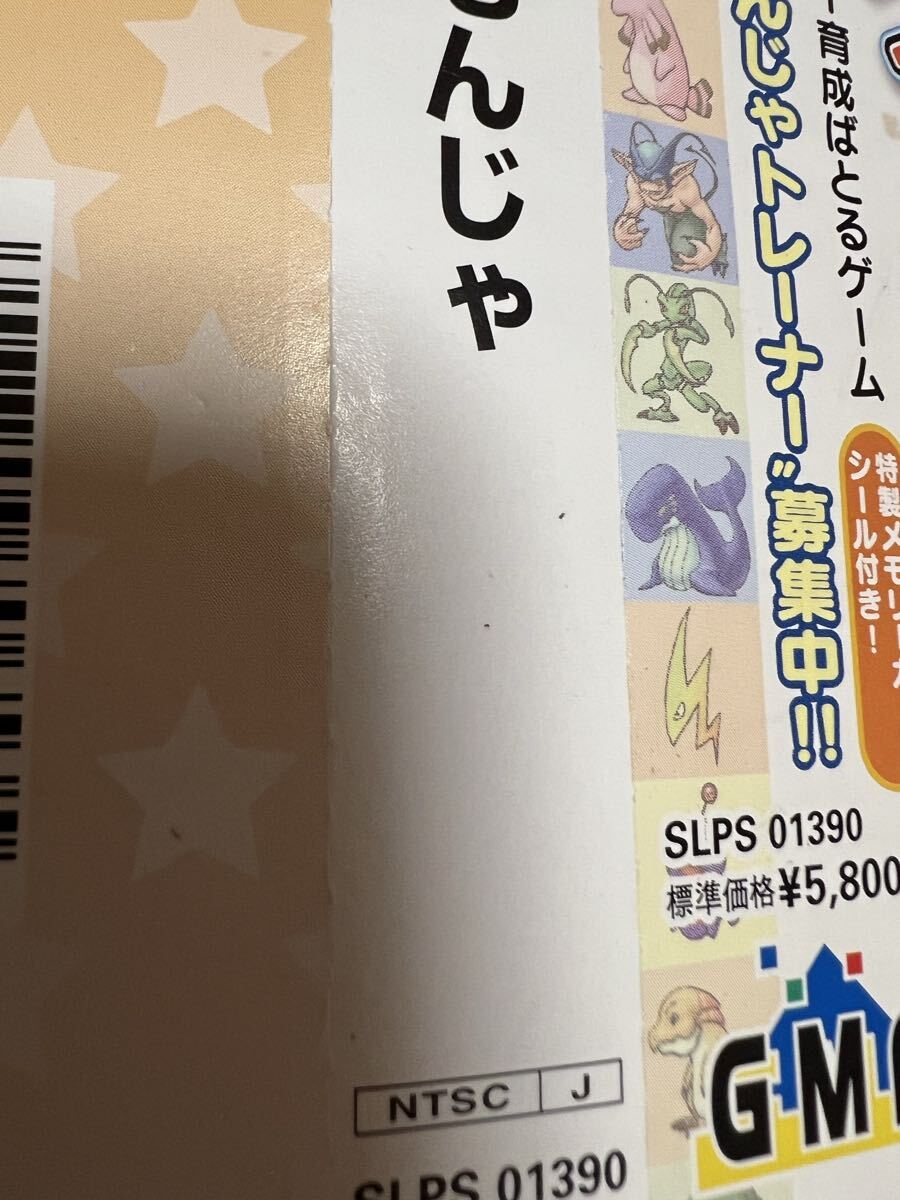 んじゃ
育成ばとるゲーム
んじゃトレーナー”募集中!!
特製メモリーカ
シール付き!
SLPS 01390
標準価格¥5,800
GM
NTSC J
SLPS 01390